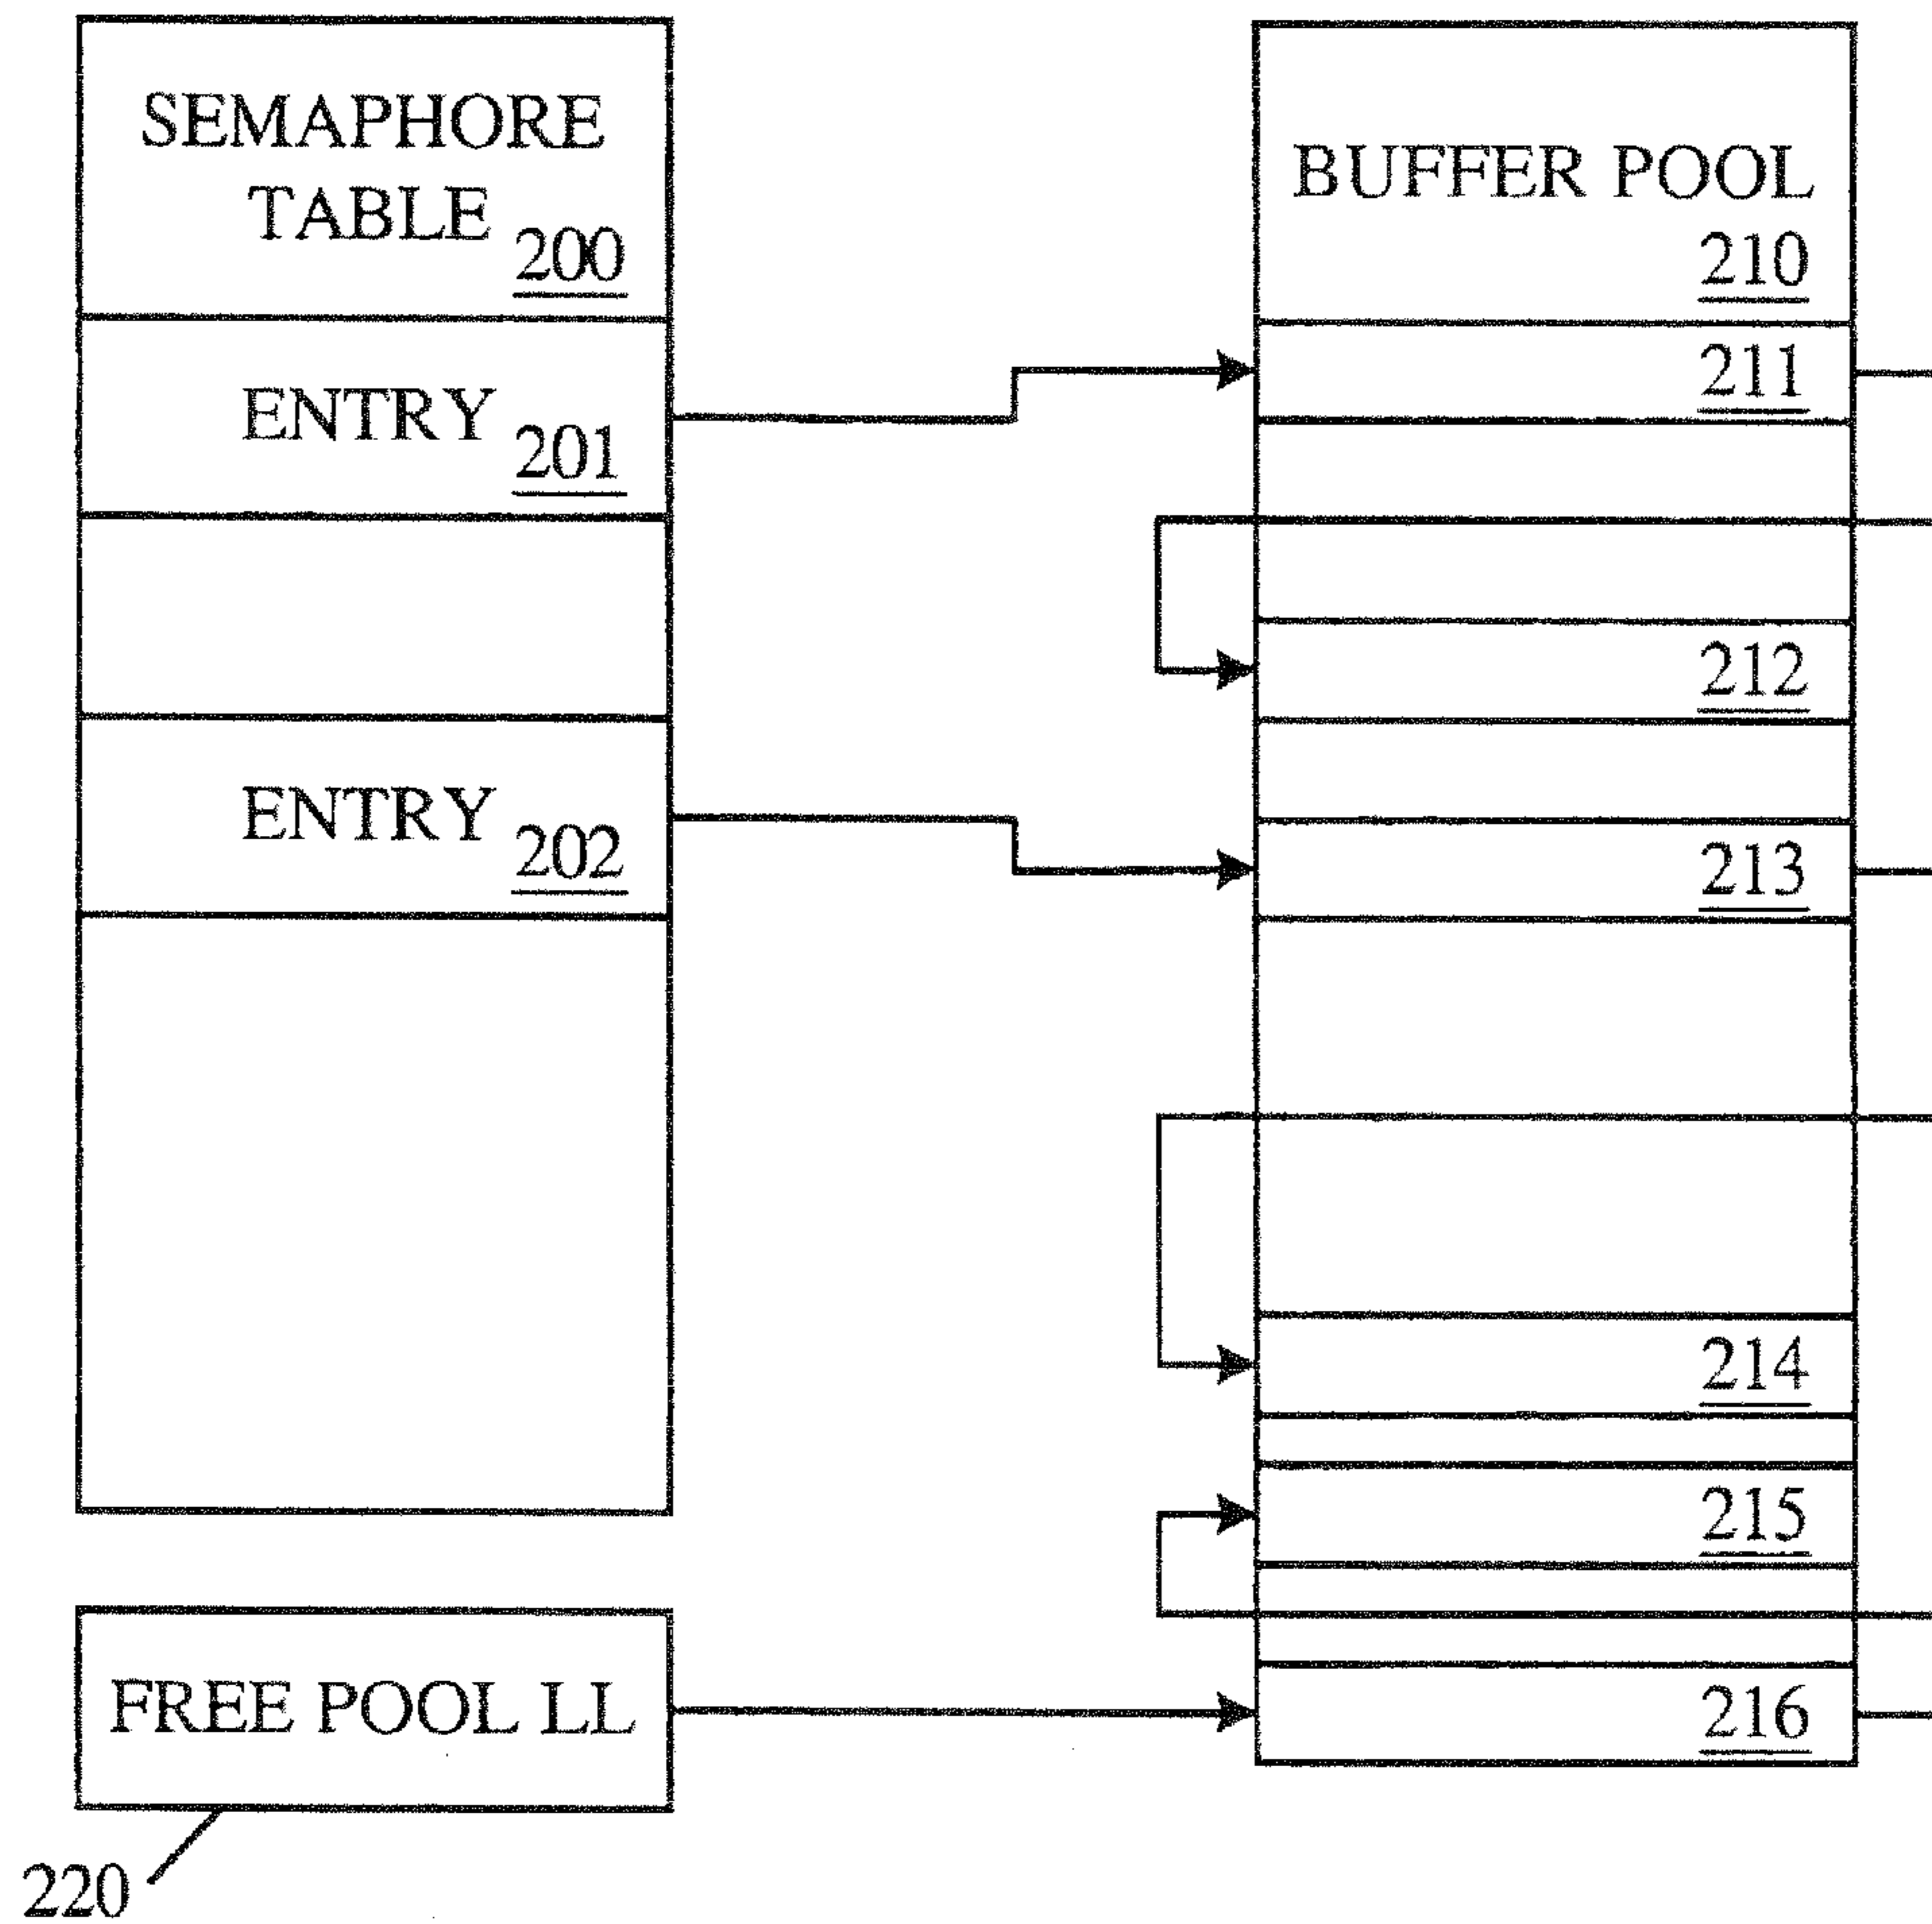 SEMAPHORE
TABLE 200
ENTRY 201
ENTRY 202
FREE POOL LL
220
BUFFER POOL
210
211
212
213
214
215
216